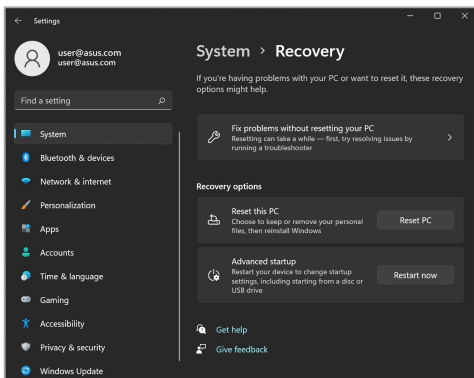 Settings
user@asus.com
user@asus.com
Find a setting
System
Bluetooth & devices
Network & internet
Personalization
Apps
Accounts
Time & language
Gaming
Accessibility
Privacy & security
Windows Update
System > Recovery
If you're having problems with your PC or want to reset it, these recovery
options might help.
Fix problems without resetting your PC
Resetting can take a while — first, try resolving issues by
running a troubleshooter
Recovery options
Reset this PC
Choose to keep or remove your personal
files, then reinstall Windows
Reset PC
Advanced startup
Restart your device to change startup
settings, including starting from a disc or
USB drive
Restart now
Get help
Give feedback